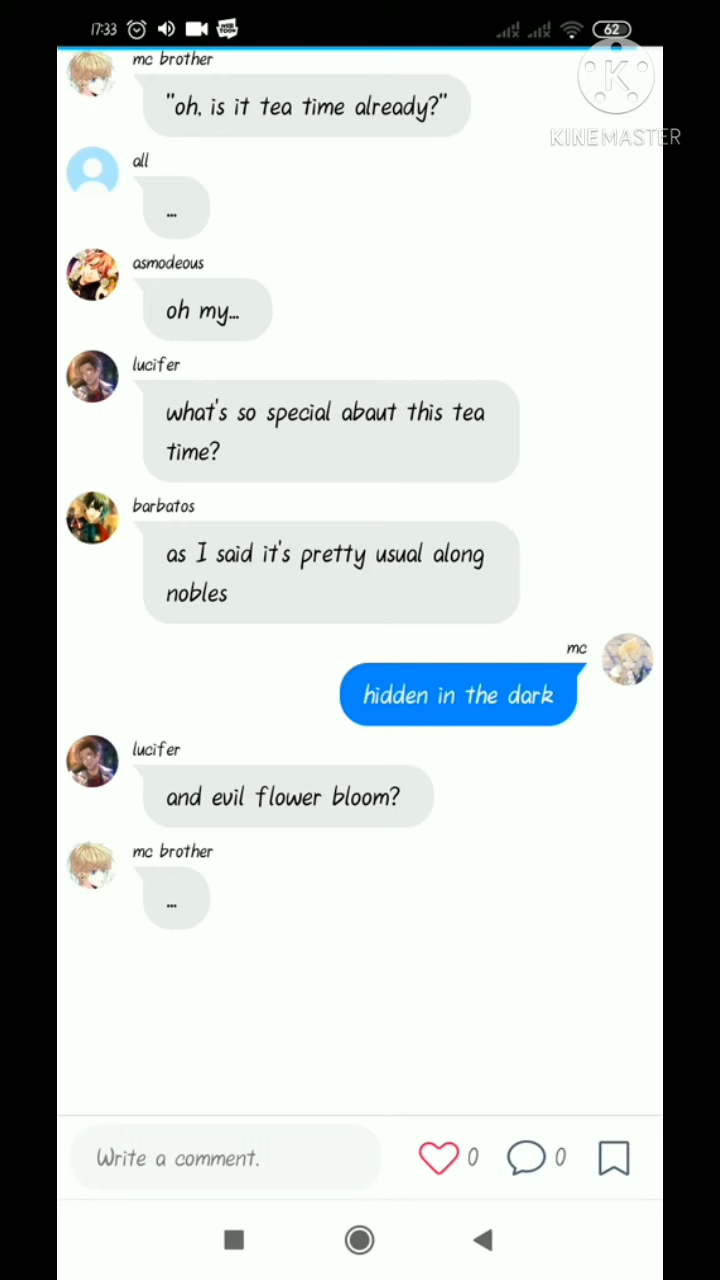 17:33
WEB
TOON
62
K
KINEMASTER
mc brother
"oh, is it tea time already?"
all
...
asmodeous
oh my...
lucifer
what's so special abaut this tea
time?
barbatos
as I said it's pretty usual along
nobles
mc
hidden in the dark
lucifer
and evil flower bloom?
mc brother
...
Write a comment.
0
0